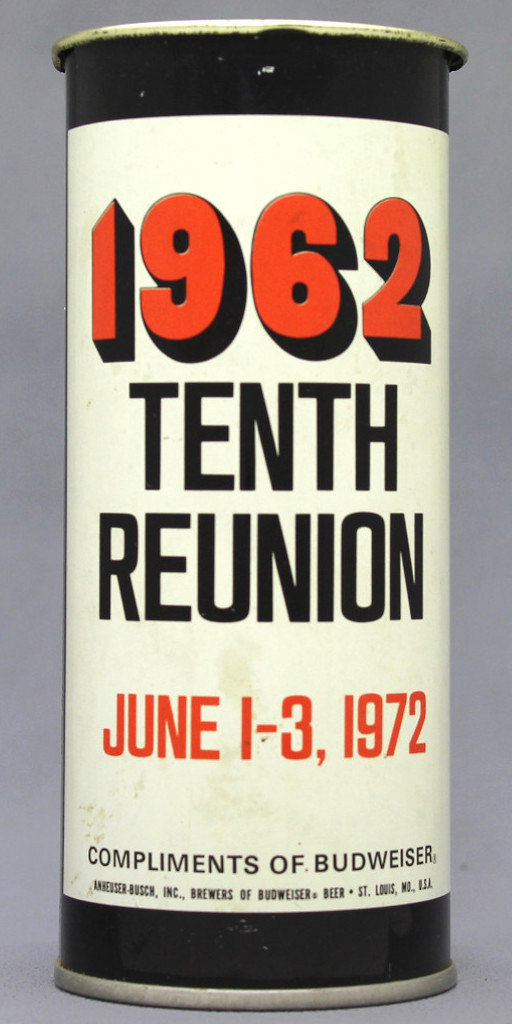 1962
TENTH
REUNION
JUNE 1-3, 1972
COMPLIMENTS OF BUDWEISER®
ANHEUSER-BUSCH, INC., BREWERS OF BUDWEISER® BEER • ST. LOUIS, MO., U.S.A.